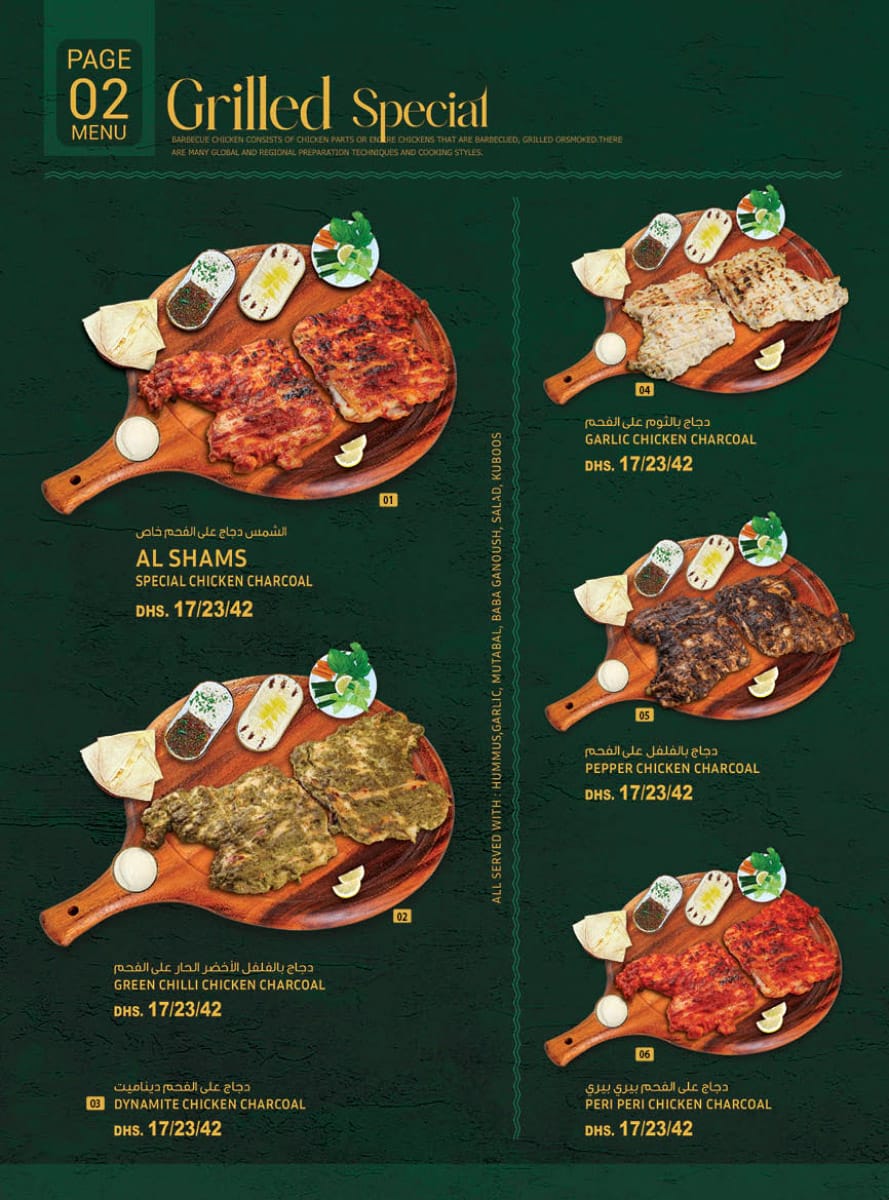 PAGE
02
MENU
Grilled Special
BARBECUE CHICKEN CONSISTS OF CHICKEN PARTS OR ENTIRE CHICKENS THAT ARE BARBECUED, GRILLED ORSMOKED.THERE
ARE MANY GLOBAL AND REGIONAL PREPARATION TECHNIQUES AND COOKING STYLES.
01
الشمس دجاج على الفحم خاص
AL SHAMS
SPECIAL CHICKEN CHARCOAL
DHS. 17/23/42
02
دجاج بالفلفل الأخضر الحار على الفحم
GREEN CHILLI CHICKEN CHARCOAL
DHS. 17/23/42
دجاج على الفحم ديناميت
03 DYNAMITE CHICKEN CHARCOAL
DHS. 17/23/42
ALL SERVED WITH : HUMMUS,GARLIC, MUTABAL, BABA GANOUSH, SALAD, KUBOOS
04
دجاج بالثوم على الفحم
GARLIC CHICKEN CHARCOAL
DHS. 17/23/42
05
دجاج بالفلفل على الفحم
PEPPER CHICKEN CHARCOAL
DHS. 17/23/42
06
دجاج على الفحم بيري بيري
PERI PERI CHICKEN CHARCOAL
DHS. 17/23/42